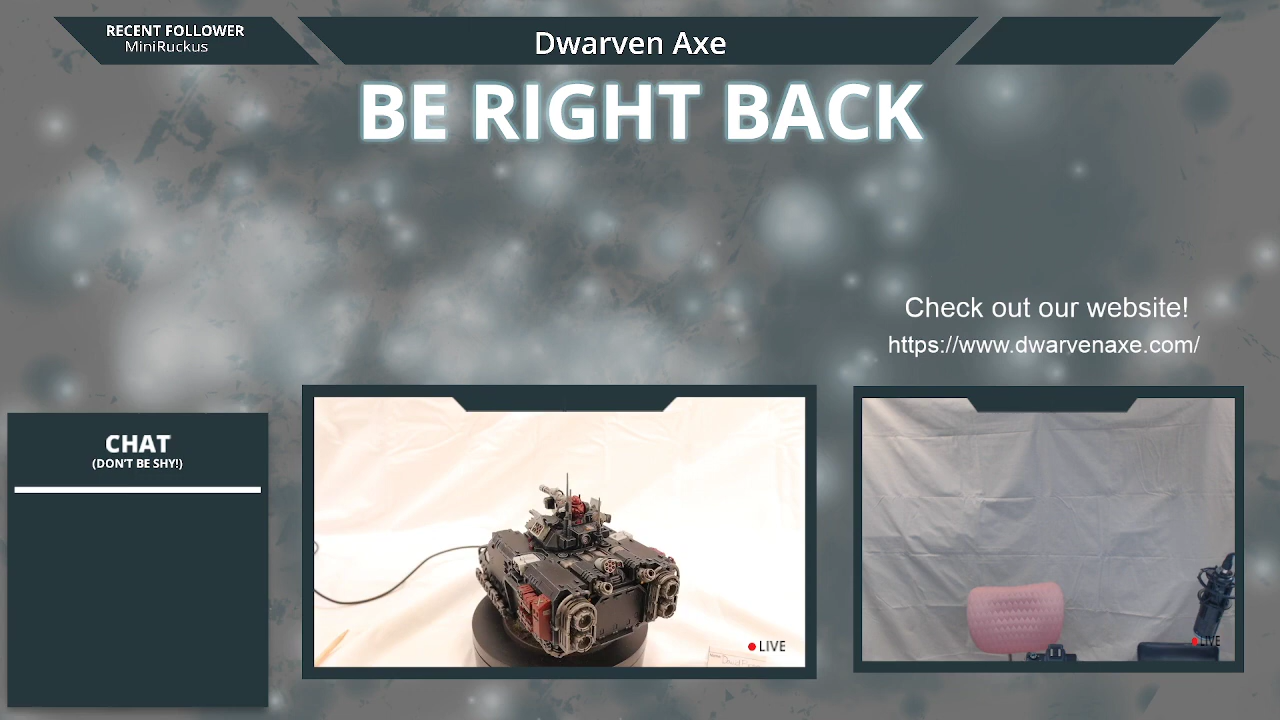 RECENT FOLLOWER
MiniRuckus
Dwarven Axe
BE RIGHT BACK
Check out our website!
https://www.dwarvenaxe.com/
CHAT
(DON'T BE SHY!)
LIVE
LIVE